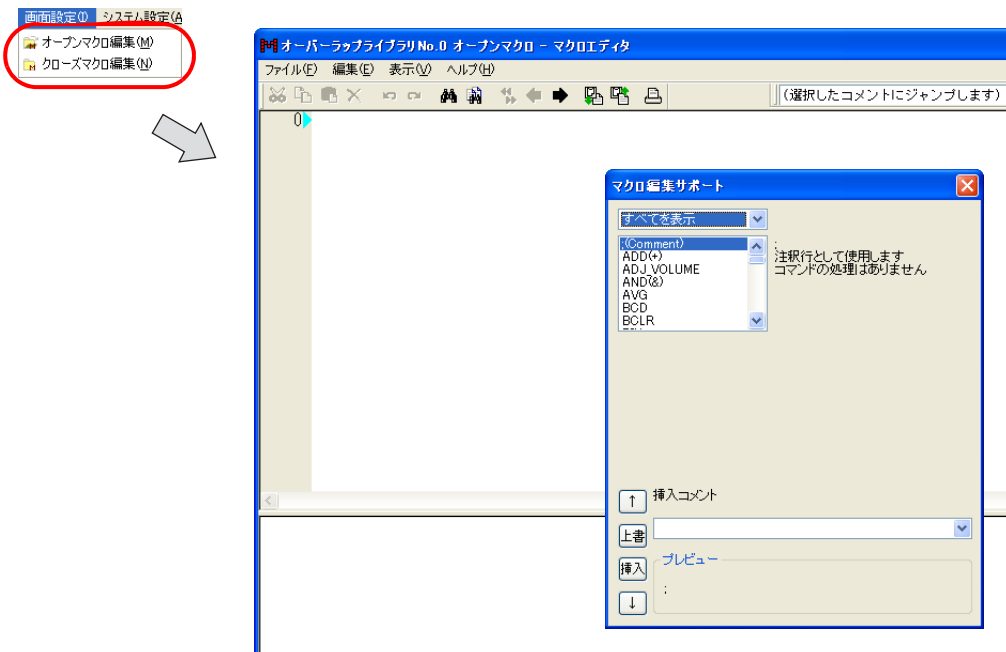 画面設定(I) システム設定(A
オープンマクロ編集(M)
クローズマクロ編集(N)
オーバーラップライブラリNo.0 オープンマクロ - マクロエディタ
ファイル(F) 編集(E) 表示(V) ヘルプ(H)
(選択したコメントにジャンプします)
0
マクロ編集サポート
すべてを表示
;(Comment)
ADD(+)
ADJ_VOLUME
AND(&)
AVG
BCD
BCLR
;
注釈行として使用します
コマンドの処理はありません
↑
挿入コメント
上書
挿入
プレビュー
;
↓